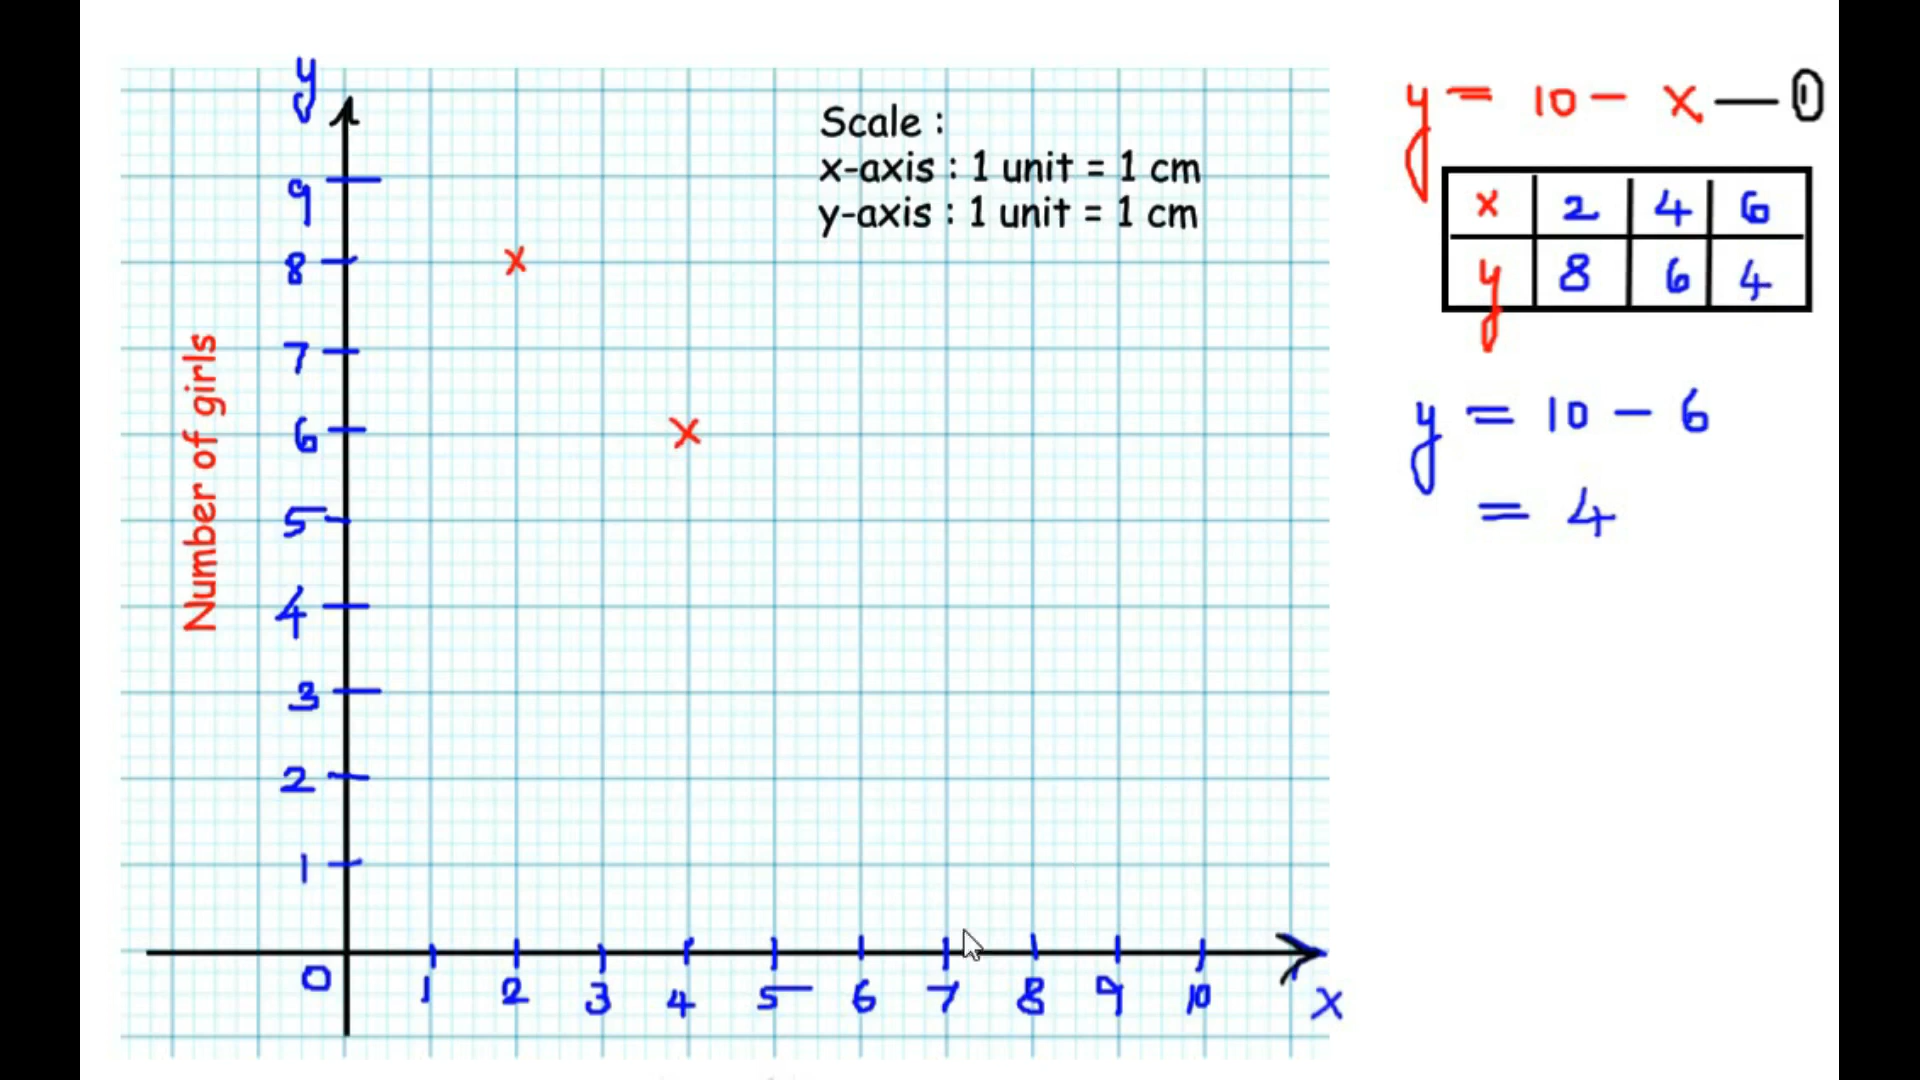 y
Scale :
x-axis : 1 unit = 1 cm
y-axis : 1 unit = 1 cm
9
8
7
6
5
4
3
2
1
Number of girls
0 1 2 3 4 5 6 7 8 9 10 x
y = 10 - x — ①
x 2 4 6
y 8 6 4
y = 10 - 6
= 4